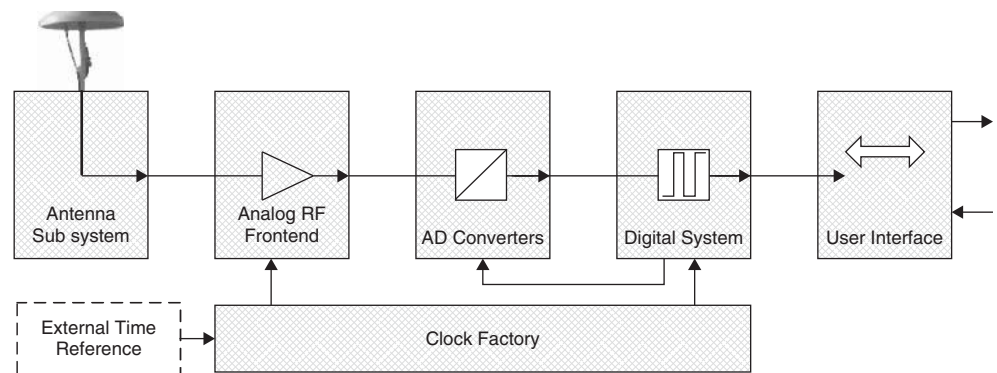 Antenna
Sub system
Analog RF
Frontend
AD Converters
Digital System
User Interface
External Time
Reference
Clock Factory